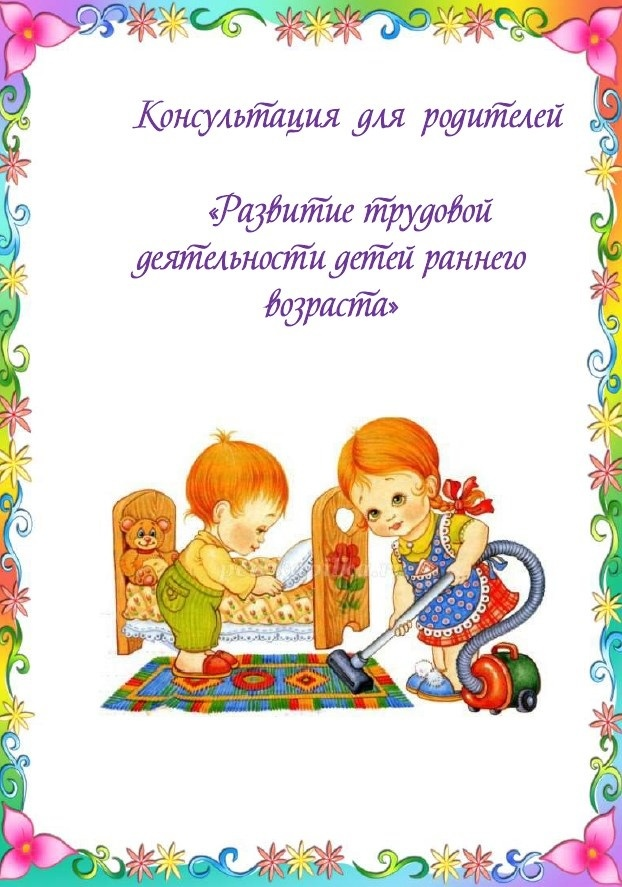 Консультация для родителей
«Развитие трудовой
деятельности детей раннего
возраста»